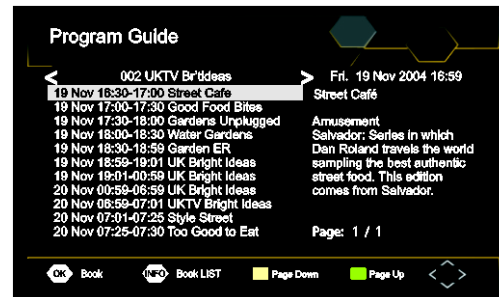 Program Guide
002 UKTV Br'tIdeas
Fri. 19 Nov 2004 16:59
19 Nov 16:30-17:00 Street Cafe
19 Nov 17:00-17:30 Good Food Bites
19 Nov 17:30-18:00 Gardens Unplugged
19 Nov 18:00-18:30 Water Gardens
19 Nov 18:30-18:59 Garden ER
19 Nov 18:59-19:01 UK Bright Ideas
19 Nov 19:01-00:59 UK Bright Ideas
20 Nov 00:59-06:59 UK Bright Ideas
20 Nov 06:59-07:01 UKTV Bright Ideas
20 Nov 07:01-07:25 Style Street
20 Nov 07:25-07:30 Too Good to Eat
Street Café
Amusement
Salvador: Series in which
Dan Roland travels the world
sampling the best authentic
street food. This edition
comes from Salvador.
Page: 1 / 1
OK Book INFO Book LIST Page Down Page Up